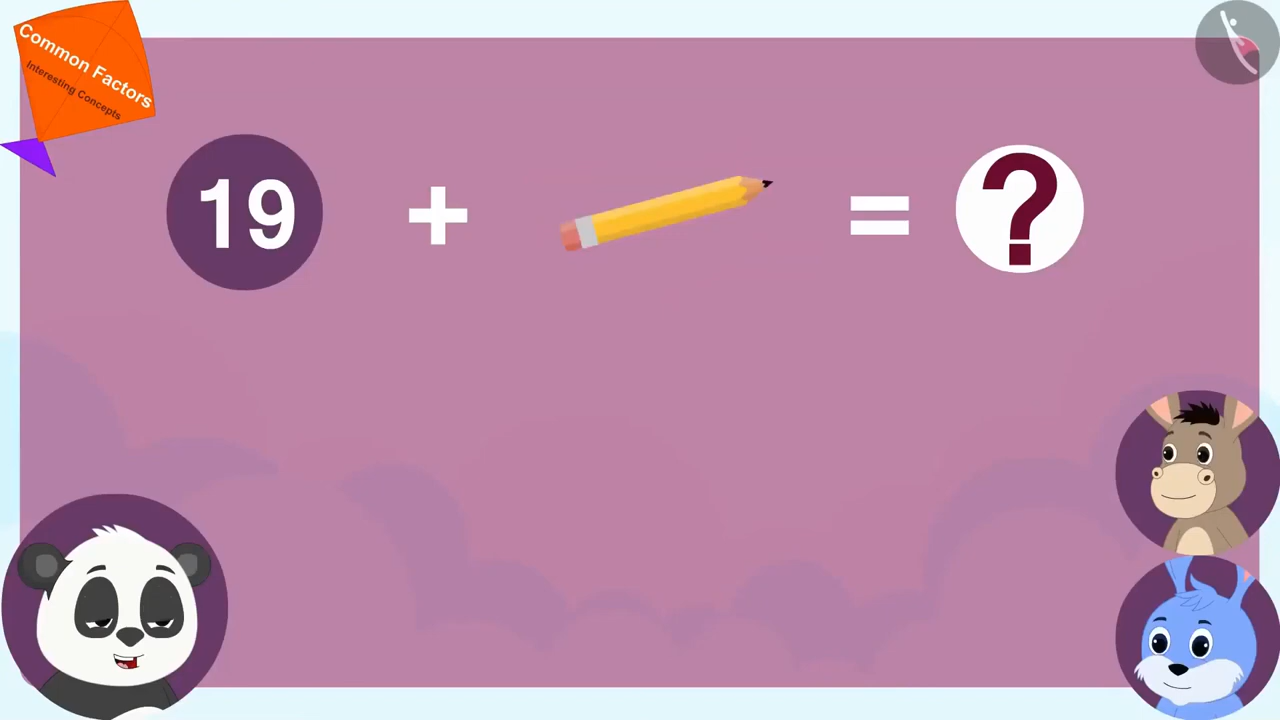 Common Factors
Interesting Concepts
19 + = ?